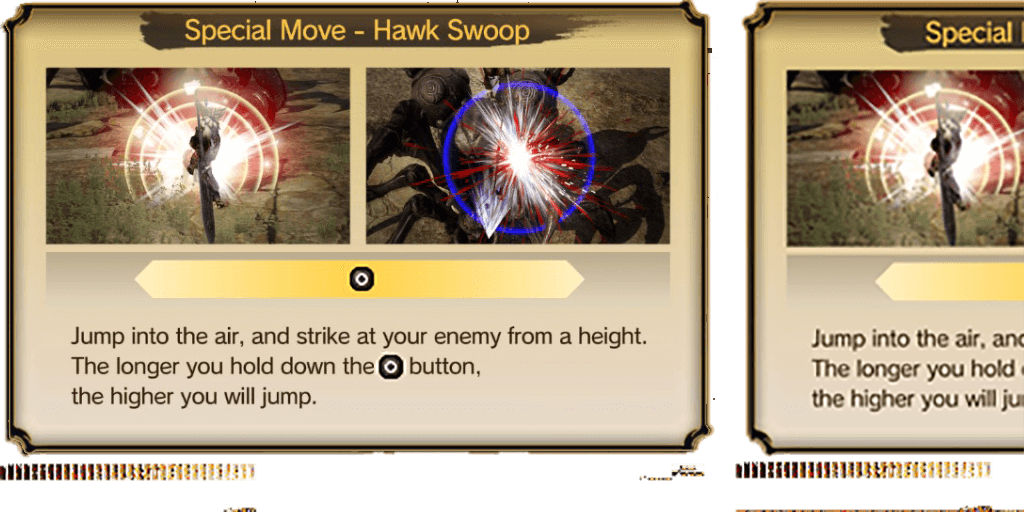 Special Move - Hawk Swoop
Jump into the air, and strike at your enemy from a height.
The longer you hold down the button,
the higher you will jump.
Special
Jump into the air, and
The longer you hold
the higher you will ju